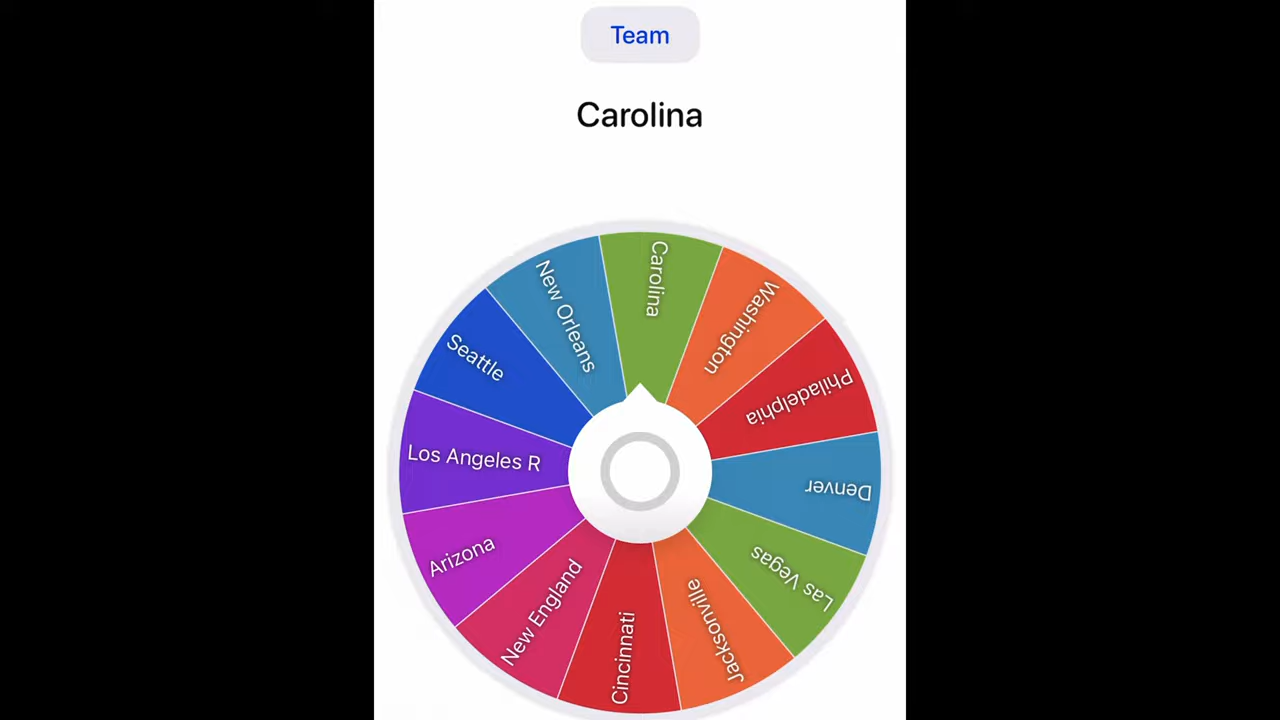 Team
Carolina
Carolina
Washington
Philadelphia
Denver
Las Vegas
Jacksonville
Cincinnati
New England
Arizona
Los Angeles R
Seattle
New Orleans